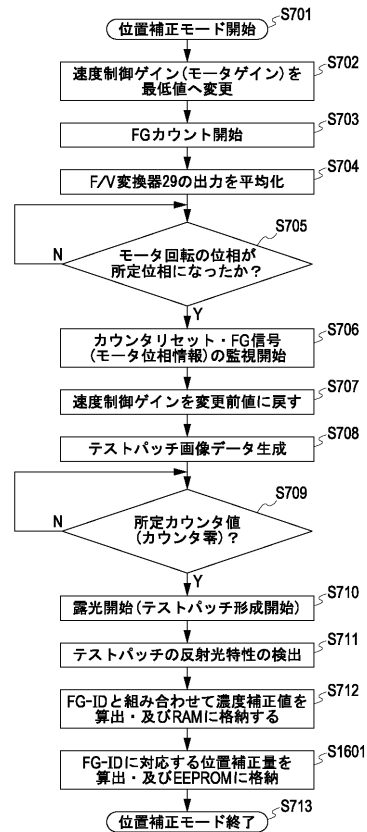 位置補正モード開始
S701
速度制御ゲイン(モータゲイン)を
最低値へ変更
S702
FGカウント開始
S703
F/V変換器29の出力を平均化
S704
モータ回転の位相が
所定位相になったか?
S705
N
Y
カウンタリセット・FG信号
(モータ位相情報)の監視開始
S706
速度制御ゲインを変更前値に戻す
S707
テストパッチ画像データ生成
S708
所定カウンタ値
(カウンタ零)?
S709
N
Y
露光開始(テストパッチ形成開始)
S710
テストパッチの反射光特性の検出
S711
FG-IDと組み合わせて濃度補正値を
算出・及びRAMに格納する
S712
FG-IDに対応する位置補正量を
算出・及びEEPROMに格納
S1601
位置補正モード終了
S713